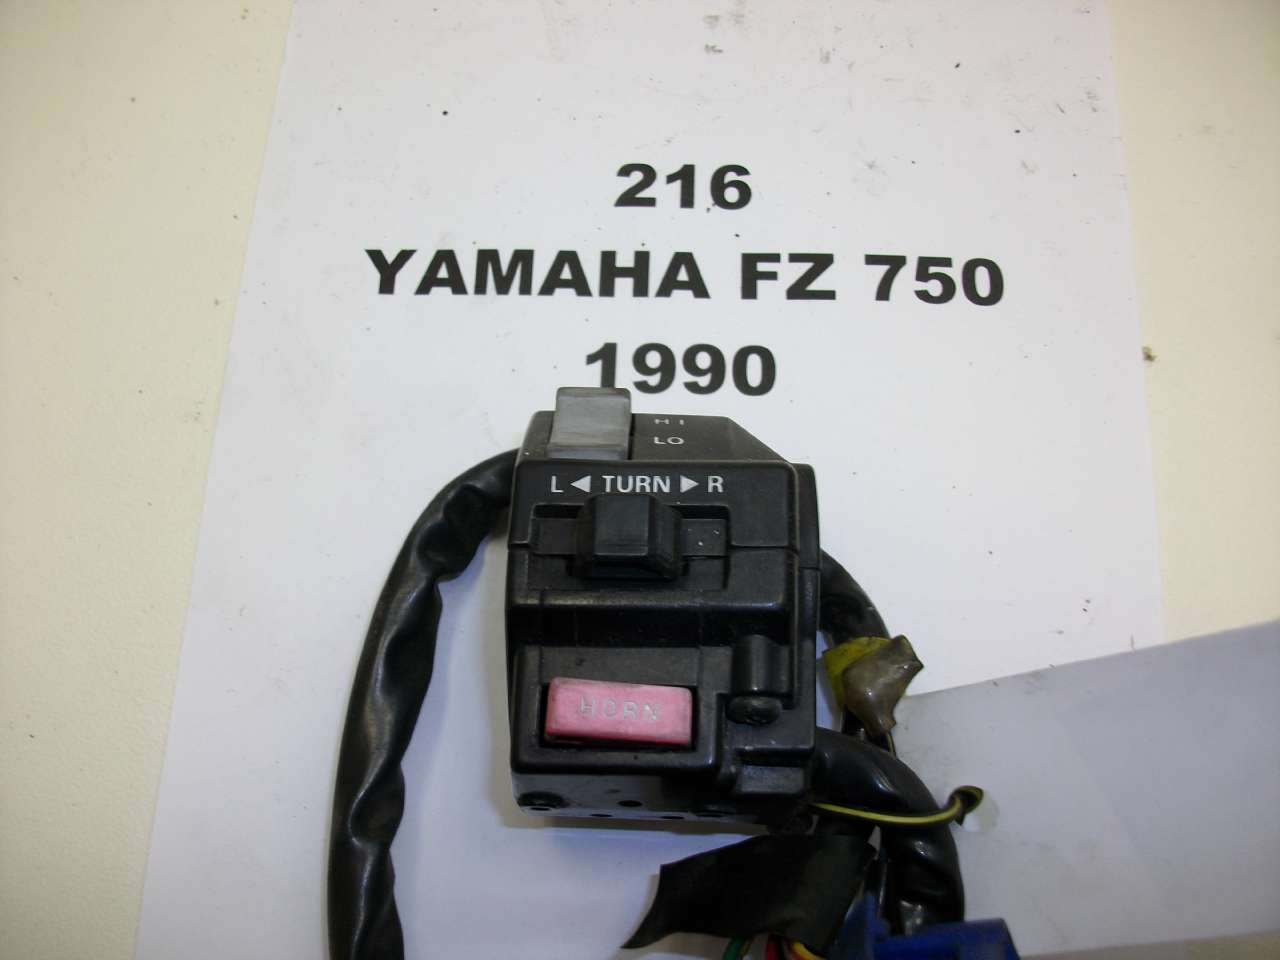 216
YAMAHA FZ 750
1990
HI
LO
L ◄ TURN ► R
HORN